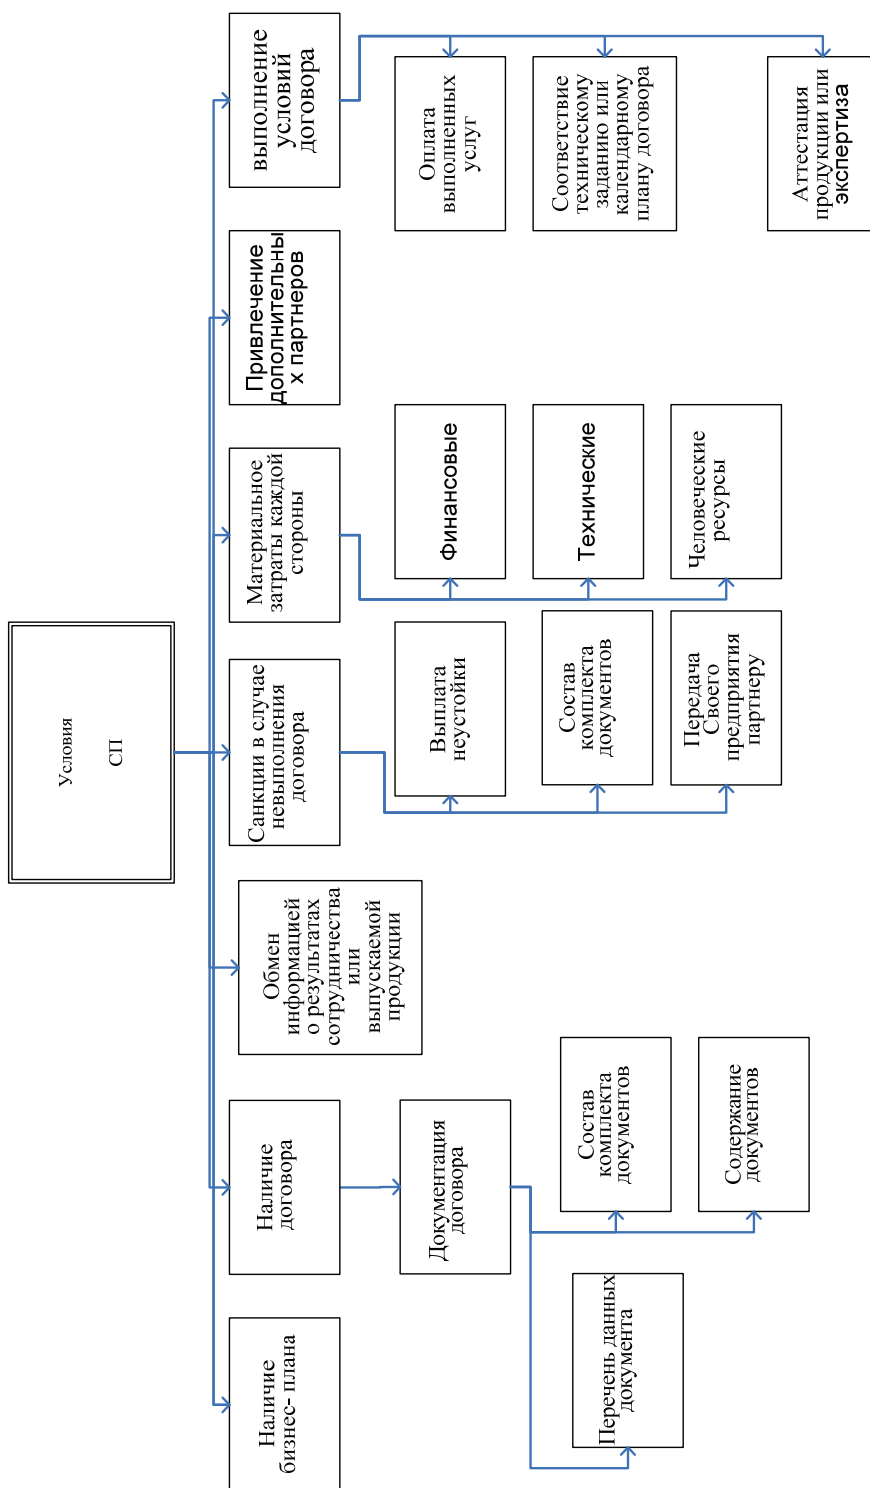 Условия
СП
Наличие
бизнес- плана
Наличие
договора
Обмен
информацией
о результатах
сотрудничества
или
выпускаемой
продукции
Санкции в случае
невыполнения
договора
Материальное
затраты каждой
стороны
Привлечение
дополнительны
х партнеров
выполнение
условий
договора
Документация
договора
Перечень данных
документа
Состав
комплекта
документов
Содержание
документов
Выплата
неустойки
Состав
комплекта
документов
Передача
Своего
предприятия
партнеру
Финансовые
Технические
Человеческие
ресурсы
Оплата
выполненных
услуг
Соответствие
техническому
заданию или
календарному
плану договора
Аттестация
продукции или
экспертиза